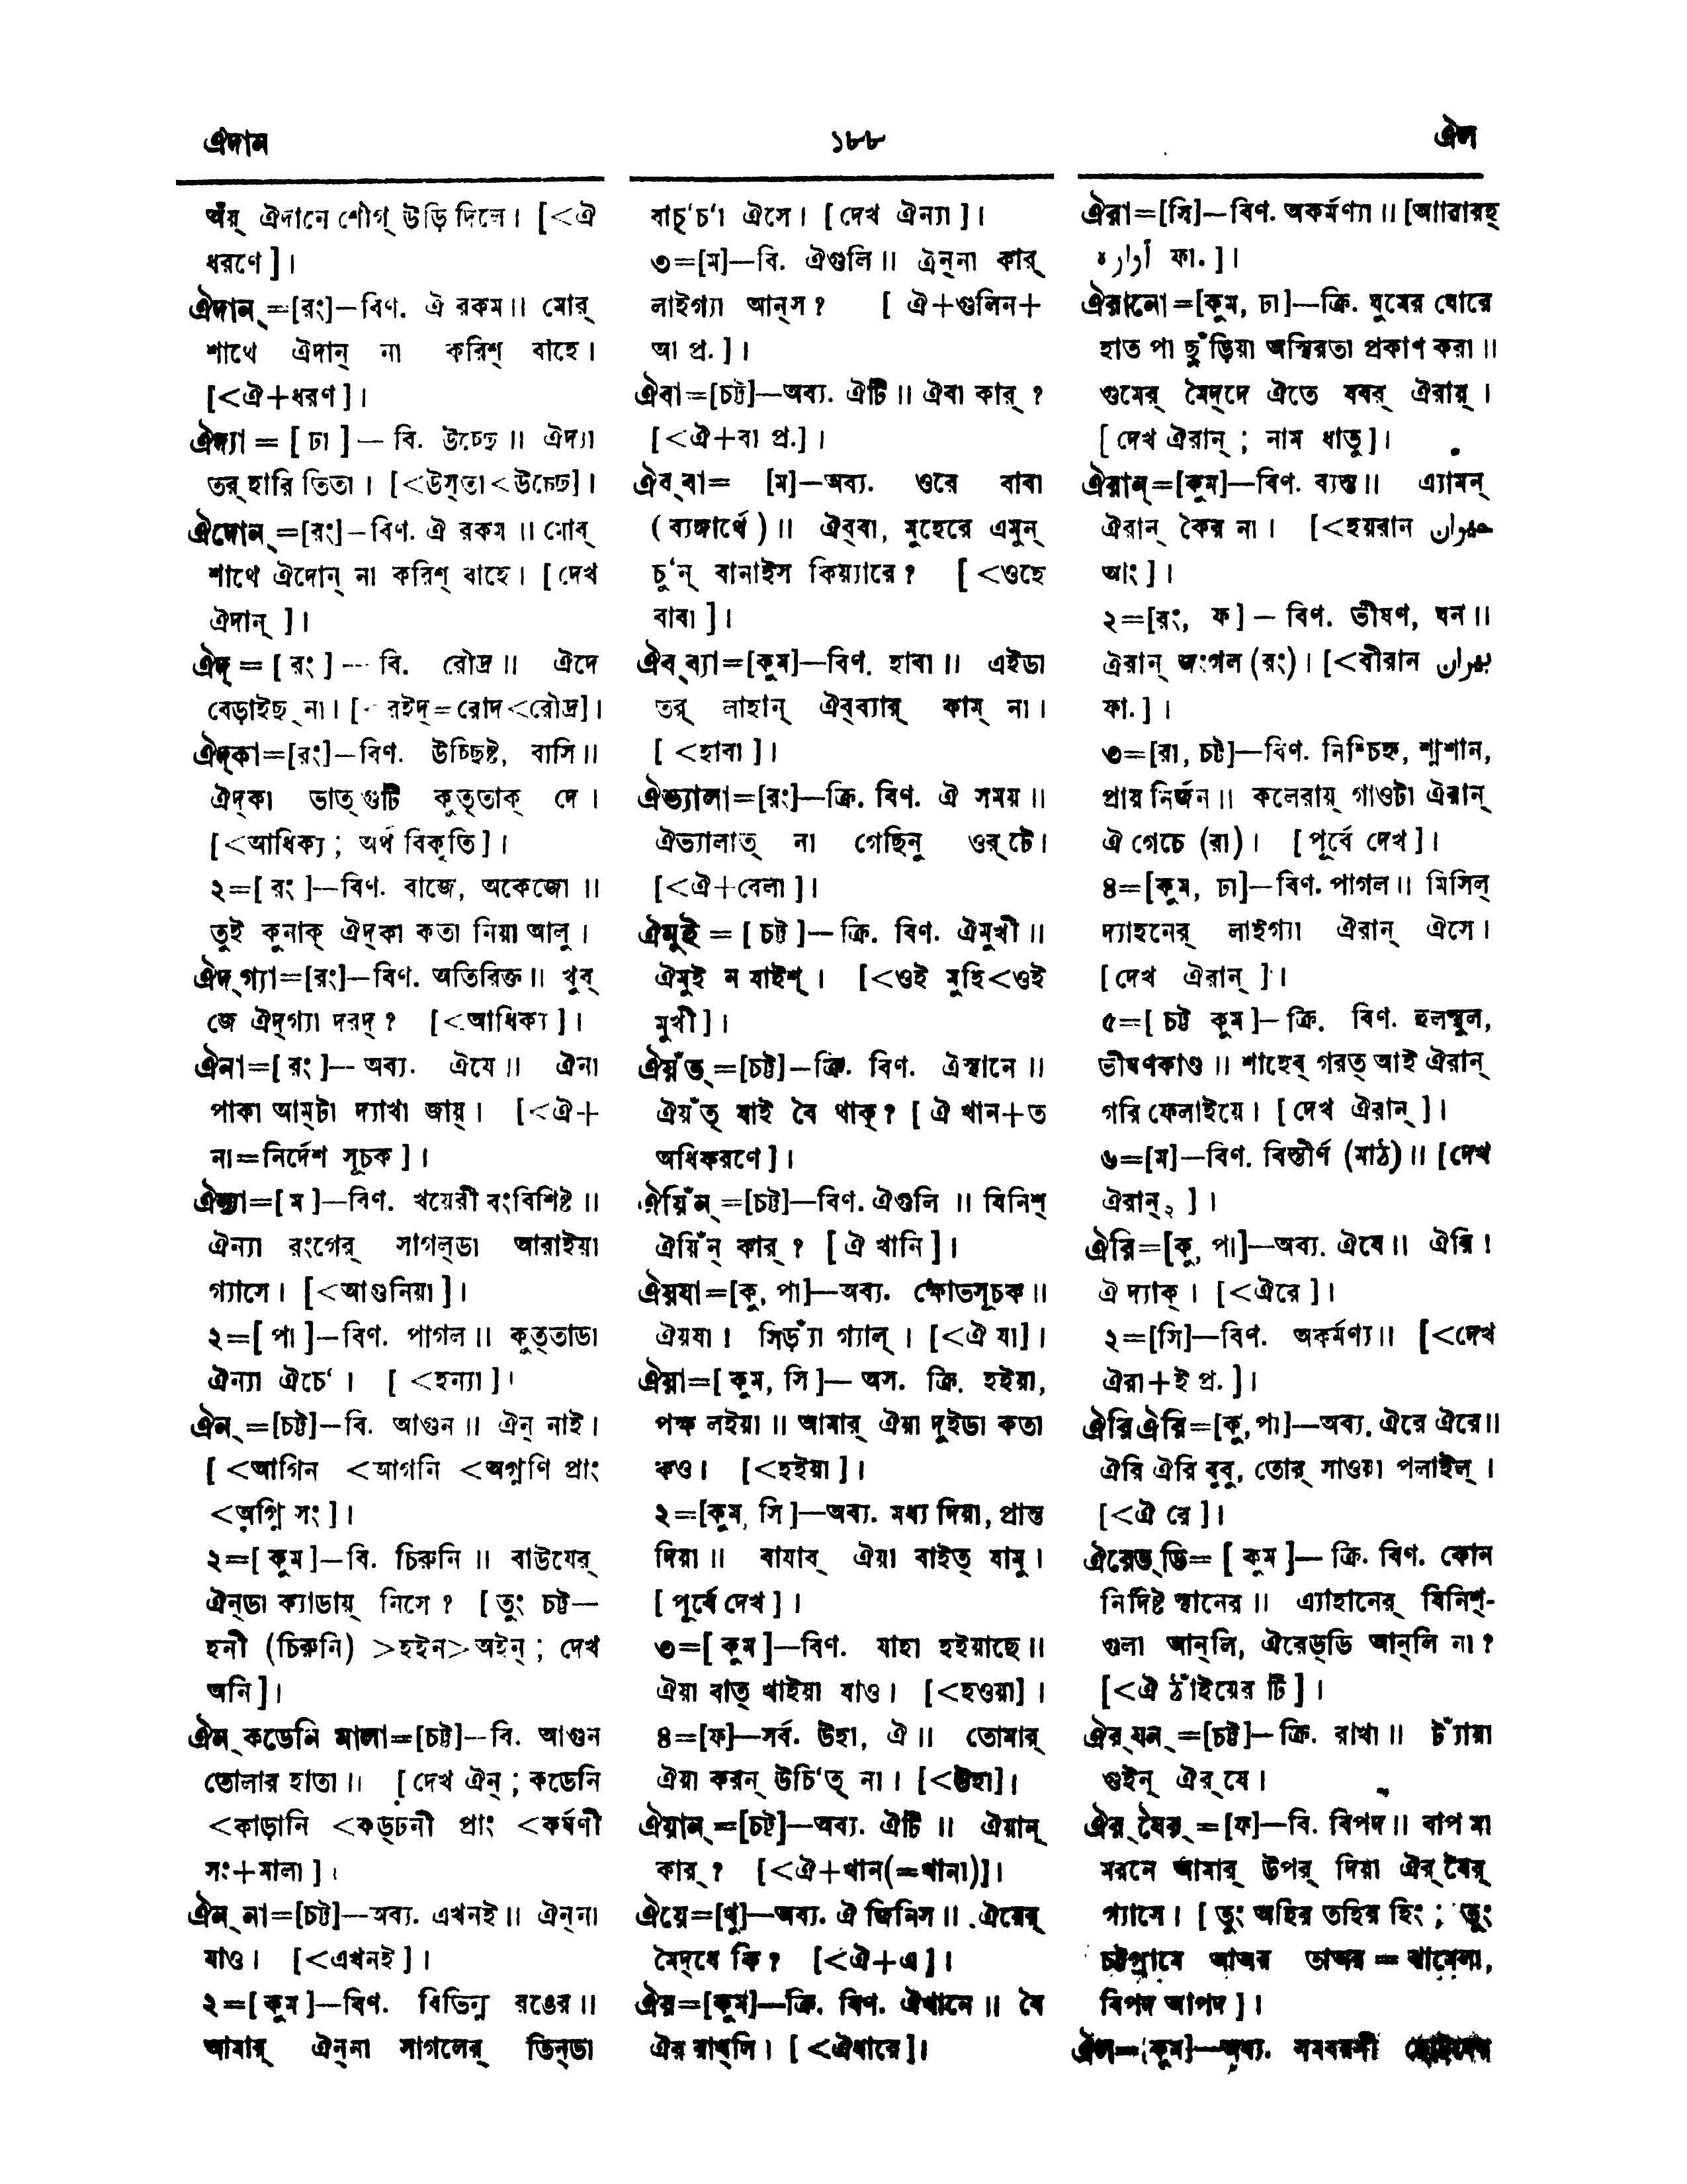 ঐদান
১৮৮
ঐল
অঁয়্ ঐদানে শৌগ্ উড়ি দিলে। [<ঐ
ধরণে]।
ঐদান্=[রং]—বিণ. ঐ রকম॥ মোর্
শাথে ঐদান্ না করিশ্ বাহে।
[<ঐ+ধরণ]।
ঐদ্যা=[ঢা]—বি. উচ্ছে॥ ঐদ্যা
তর্ হারি তিতা। [<উস্তা<উচ্ছে]।
ঐদোন্=[রং]—বিণ. ঐ রকম॥ মোর্
শাথে ঐদোন্ না করিশ্ বাহে। [দেখ
ঐদান্]।
ঐদ্=[রং]—বি. রৌদ্র॥ ঐদে
বেড়াইছ্ না। [রইদ্=রোদ<রৌদ্র]।
ঐদ্কা=[রং]—বিণ. উচ্ছিষ্ট, বাসি॥
ঐদ্কা ভাত্ গুটি কুত্তাক্ দে।
[<আধিক্য; অর্থ বিকৃতি]।
২=[রং]—বিণ. বাজে, অকেজো॥
তুই কুনাক্ ঐদ্কা কতা নিয়া আলু।
ঐদ্গ্যা=[রং]—বিণ. অতিরিক্ত॥ খুব্
জে ঐদ্গ্যা দরদ্? [<আধিক্য]।
ঐনা=[রং]—অব্য. ঐযে॥ ঐনা
পাকা আম্টা দ্যাখা জায়্। [<ঐ+
না=নির্দেশ সূচক]।
ঐন্যা=[ম]—বিণ. খয়েরী রংবিশিষ্ট॥
ঐন্যা রংগের্ সাগল্ডা আরাইয়া
গ্যাসে। [<আগুনিয়া]।
২=[পা]—বিণ. পাগল॥ কুত্তাডা
ঐন্যা ঐচে‘। [<হন্যা]।
ঐন্=[চট্ট]—বি. আগুন॥ ঐন্ নাই।
[<আগিন <আগনি <অগ্নণি প্রাং
<অগ্নি সং]।
২=[কুম]—বি. চিরুনি॥ বাউযের্
ঐন্ডা ক্যাডায়্ নিসে? [তুং চট্ট—
হনী (চিরুনি) >হইন>অইন্; দেখ
অনি]।
ঐন্ কডেনি মালা=[চট্ট]—বি. আগুন
তোলার হাতা॥ [দেখ ঐন্; কডেনি
<কাড়ানি <কড্ঢনী প্রাং <কর্ষণী
সং+মালা]।
ঐন্না=[চট্ট]—অব্য. এখনই॥ ঐন্না
যাও। [<এখনই]।
২=[কুম]—বিণ. বিভিন্ন রঙের॥
আমার্ ঐন্না সাগলের্ তিন্ডা
বাচ্‘চ‘া ঐসে। [দেখ ঐন্যা]।
৩=[ম]—বি. ঐগুলি॥ ঐন্না কার্
লাইগ্যা আন্স? [ঐ+গুলিন+
আ প্র.]।
ঐবা=[চট্ট]—অব্য. ঐটি॥ ঐবা কার্?
[<ঐ+বা প্র.]।
ঐব্বা= [ম]—অব্য. ওরে বাবা
(ব্যঙ্গার্থে)॥ ঐব্বা, মুহেরে এমুন্
চু‘ন্ বানাইস কিয়্যারে? [<ওহে
বাবা]।
ঐব্ব্যা=[কুম]—বিণ. হাবা॥ এইডা
তর্ লাহান্ ঐব্ব্যার্ কাম্ না।
[<হাবা]।
ঐভ্যালা=[রং]—ক্রি. বিণ. ঐ সময়॥
ঐভ্যালাত্ না গেছিনু ওর্ টে।
[<ঐ+বেলা]।
ঐমুই=[চট্ট]—ক্রি. বিণ. ঐমুখী॥
ঐমুই ন যাইশ্। [<ওই মুহি<ওই
মুখী]।
ঐয়ঁত্=[চট্ট]—ক্রি. বিণ. ঐস্থানে॥
ঐয়ঁত্ যাই বৈ থাক্? [ঐ খান+ত
অধিকরণে]।
ঐয়িঁন্=[চট্ট]—বিণ. ঐগুলি॥ যিনিশ্
ঐয়িঁন্ কার্? [ঐ খানি]।
ঐয়যা=[কু, পা]—অব্য. ক্ষোভসূচক॥
ঐয়যা! সিড়্যাঁ গ্যাল্। [<ঐ যা]।
ঐয়া=[কুম, সি]—অস. ক্রি. হইয়া,
পক্ষ লইয়া॥ আমার্ ঐয়া দুইডা কতা
কও। [<হইয়া]।
২=[কুম, সি]—অব্য. মধ্য দিয়া, প্রান্ত
দিয়া॥ বাযাব্ ঐয়া বাইত্ যামু।
[পূর্বে দেখ]।
৩=[কুম]—বিণ. যাহা হইয়াছে॥
ঐয়া বাত্ খাইয়া যাও। [<হওয়া]।
৪=[ফ]—সর্ব. উহা, ঐ॥ তোমার্
ঐয়া করন্ উচি‘ত্ না। [<উহা]।
ঐয়ান্=[চট্ট]—অব্য. ঐটি॥ ঐয়ান্
কার্? [<ঐ+খান(=খানা)]।
ঐয়ে=[খু]—অব্য. ঐ জিনিস॥ ঐয়ের্
মৈদ্ধে কি? [<ঐ+এ]।
ঐর=[কুম]—ক্রি. বিণ. ঐখানে॥ বৈ
ঐর রাখ্সি। [<ঐধারে]।
ঐরা=[সি]—বিণ. অকর্মণ্যা॥ [আাবারহ্
آواره ফা.]।
ঐরানো=[কুম, ঢা]—ক্রি. ঘুমের ঘোরে
হাত পা ছুঁড়িয়া অস্থিরতা প্রকাশ করা॥
গুমের্ মৈদ্দে ঐতে যবর্ ঐরায়্।
[দেখ ঐরান্; নাম ধাতু]।
ঐরান্=[কুম]—বিণ. ব্যস্ত॥ এ্যামন্
ঐরান্ কৈর না। [<হয়রান حيران
আং]।
২=[রং, ফ]—বিণ. ভীষণ, ঘন॥
ঐরান্ জংগল (রং)। [<বীরান بيران
ফা.]।
৩=[রা, চট্ট]—বিণ. নিশ্চিহ্ন, শ্মশান,
প্রায় নির্জন॥ কলেরায়্ গাওটা ঐরান্
ঐ গেচে (রা)। [পূর্বে দেখ]।
৪=[কুম, ঢা]—বিণ. পাগল॥ মিসিল্
দ্যাহনের্ লাইগ্যা ঐরান্ ঐসে।
[দেখ ঐরান্]।
৫=[চট্ট কুম]—ক্রি. বিণ. হুলস্থুল,
ভীষণকাণ্ড॥ শাহেব্ গরত্ আই ঐরান্
গরি ফেলাইয়ে। [দেখ ঐরান্]।
৬=[ম]—বিণ. বিস্তীর্ণ (মাঠ)॥ [দেখ
ঐরান্২]।
ঐরি=[কু, পা]—অব্য. ঐযে॥ ঐরি!
ঐ দ্যাক্। [<ঐরে]।
২=[সি]—বিণ. অকর্মণ্য॥ [<দেখ
ঐরা+ই প্র.]।
ঐরিঐরি=[কু, পা]—অব্য. ঐরে ঐরে॥
ঐরি ঐরি বুবু, তোর্ সাওয়া পলাইল্।
[<ঐ রে]।
ঐরেড্ডি=[কুম]—ক্রি. বিণ. কোন
নির্দিষ্ট স্থানের॥ এ্যাহানের্ যিনিশ্-
গুলা আন্লি, ঐরেড্ডি আন্লি না?
[<ঐ ঠাঁইয়ের টি]।
ঐর্যন্=[চট্ট]—ক্রি. রাখা॥ ট্যাঁয়া
গুইন্ ঐর্যে।
ঐর্ যৈর্=[ফ]—বি. বিপদ॥ বাপ মা
মরনে আমার্ উপর্ দিয়া ঐর্ যৈর্
গ্যাসে। [তুং অহির তহির হিং; তুং
চট্টগ্রামে আঅর তাঅর=ঝামেলা,
বিপদ আপদ]।
ঐল=[কুম]—অব্য. সমবয়সী